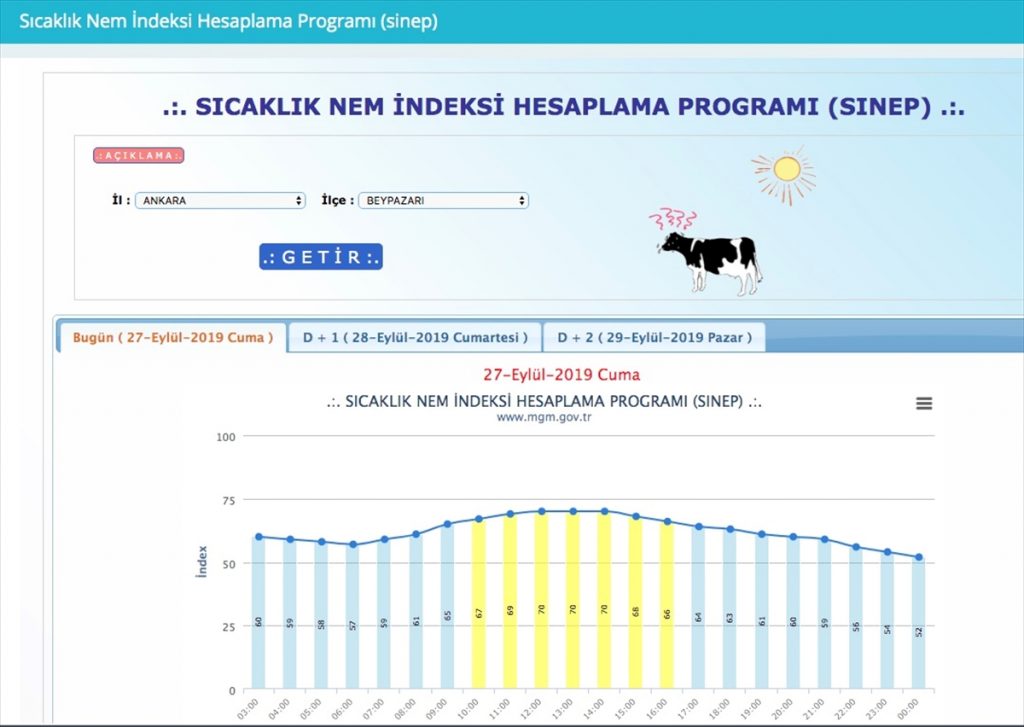 Sıcaklık Nem İndeksi Hesaplama Programı (sinep)
.:. SICAKLIK NEM İNDEKSİ HESAPLAMA PROGRAMI (SINEP) .:.
.:AÇIKLAMA:.
İl : ANKARA İlçe : BEYPAZARI
.: G E T İ R :.
Bugün ( 27-Eylül-2019 Cuma ) D + 1 ( 28-Eylül-2019 Cumartesi ) D + 2 ( 29-Eylül-2019 Pazar )
27-Eylül-2019 Cuma
.:. SICAKLIK NEM İNDEKSİ HESAPLAMA PROGRAMI (SINEP) .:.
www.mgm.gov.tr
100
75
50
25
0
İndex
60 59 58 57 59 61 65 67 69 70 70 70 68 66 64 63 61 60 59 56 54 52
03:00 04:00 05:00 06:00 07:00 08:00 09:00 10:00 11:00 12:00 13:00 14:00 15:00 16:00 17:00 18:00 19:00 20:00 21:00 22:00 23:00 00:00